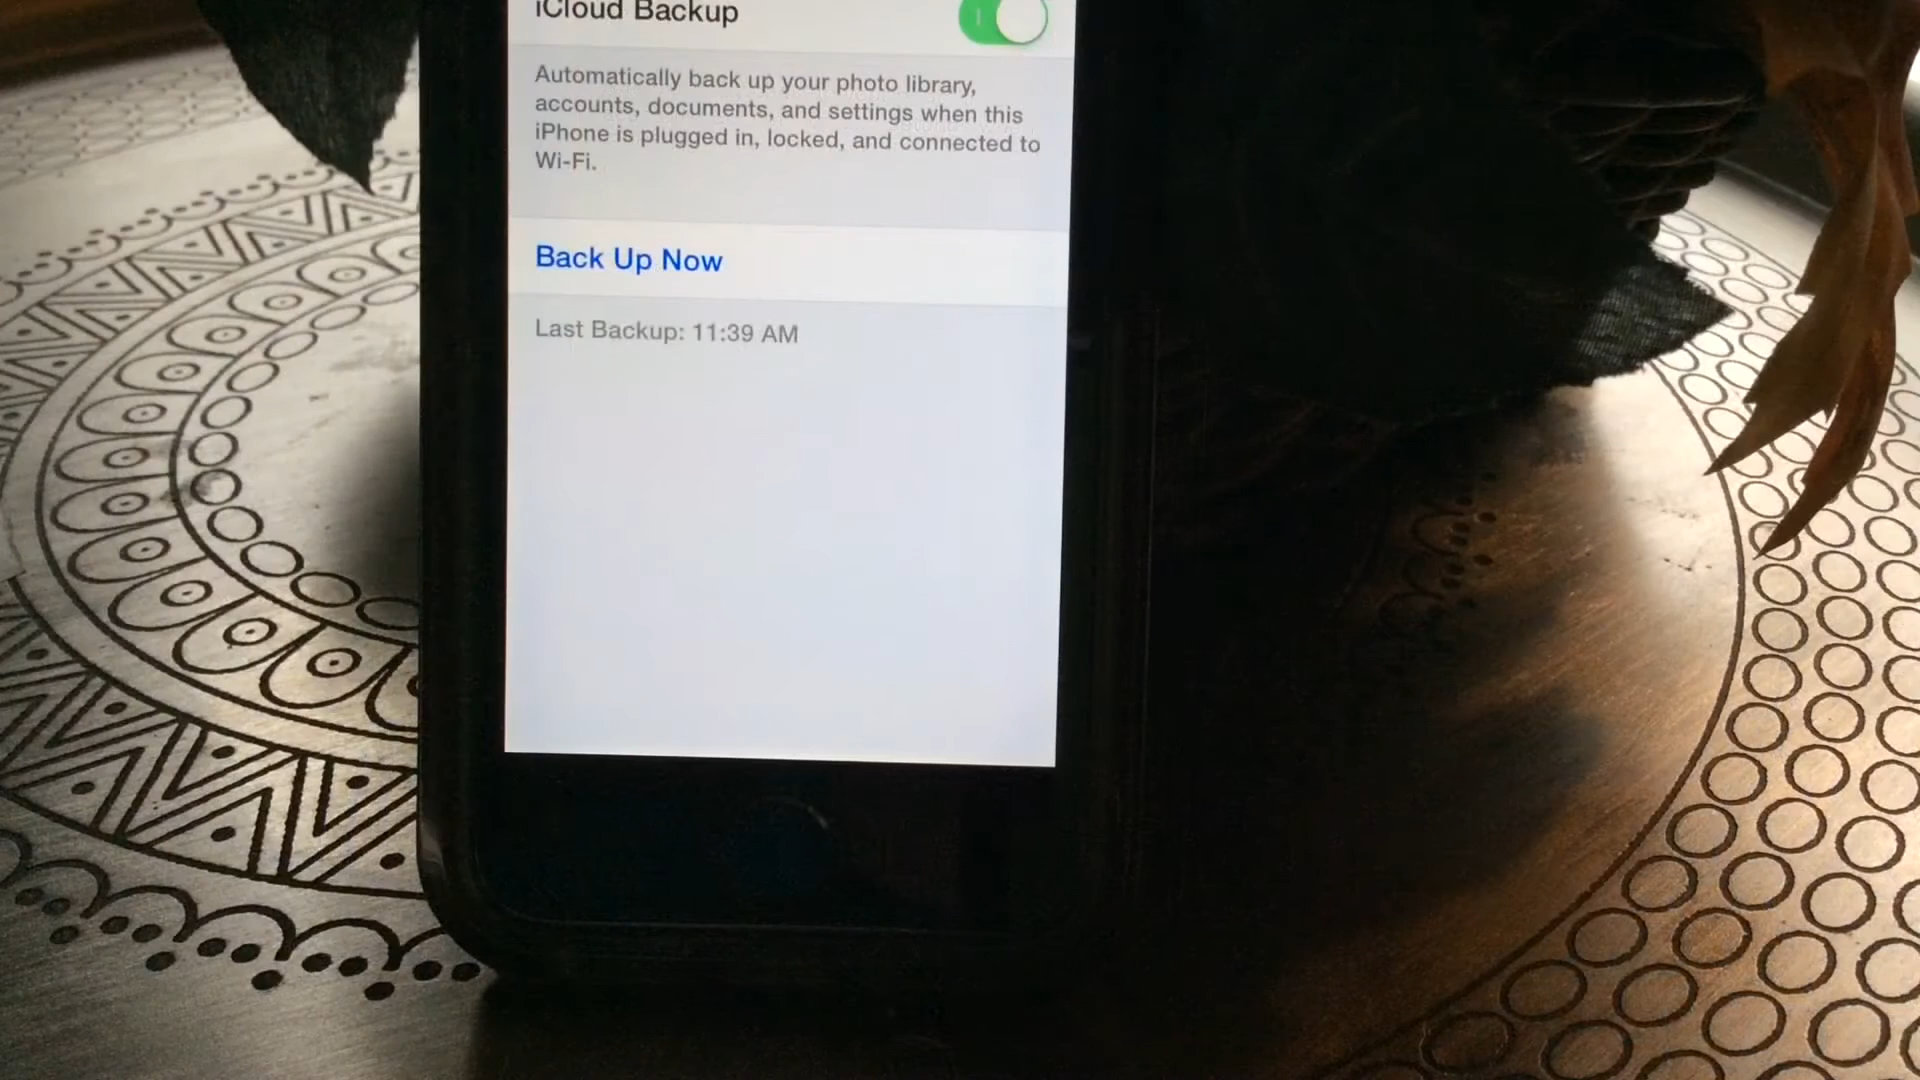 iCloud Backup
Automatically back up your photo library,
accounts, documents, and settings when this
iPhone is plugged in, locked, and connected to
Wi-Fi.
Back Up Now
Last Backup: 11:39 AM